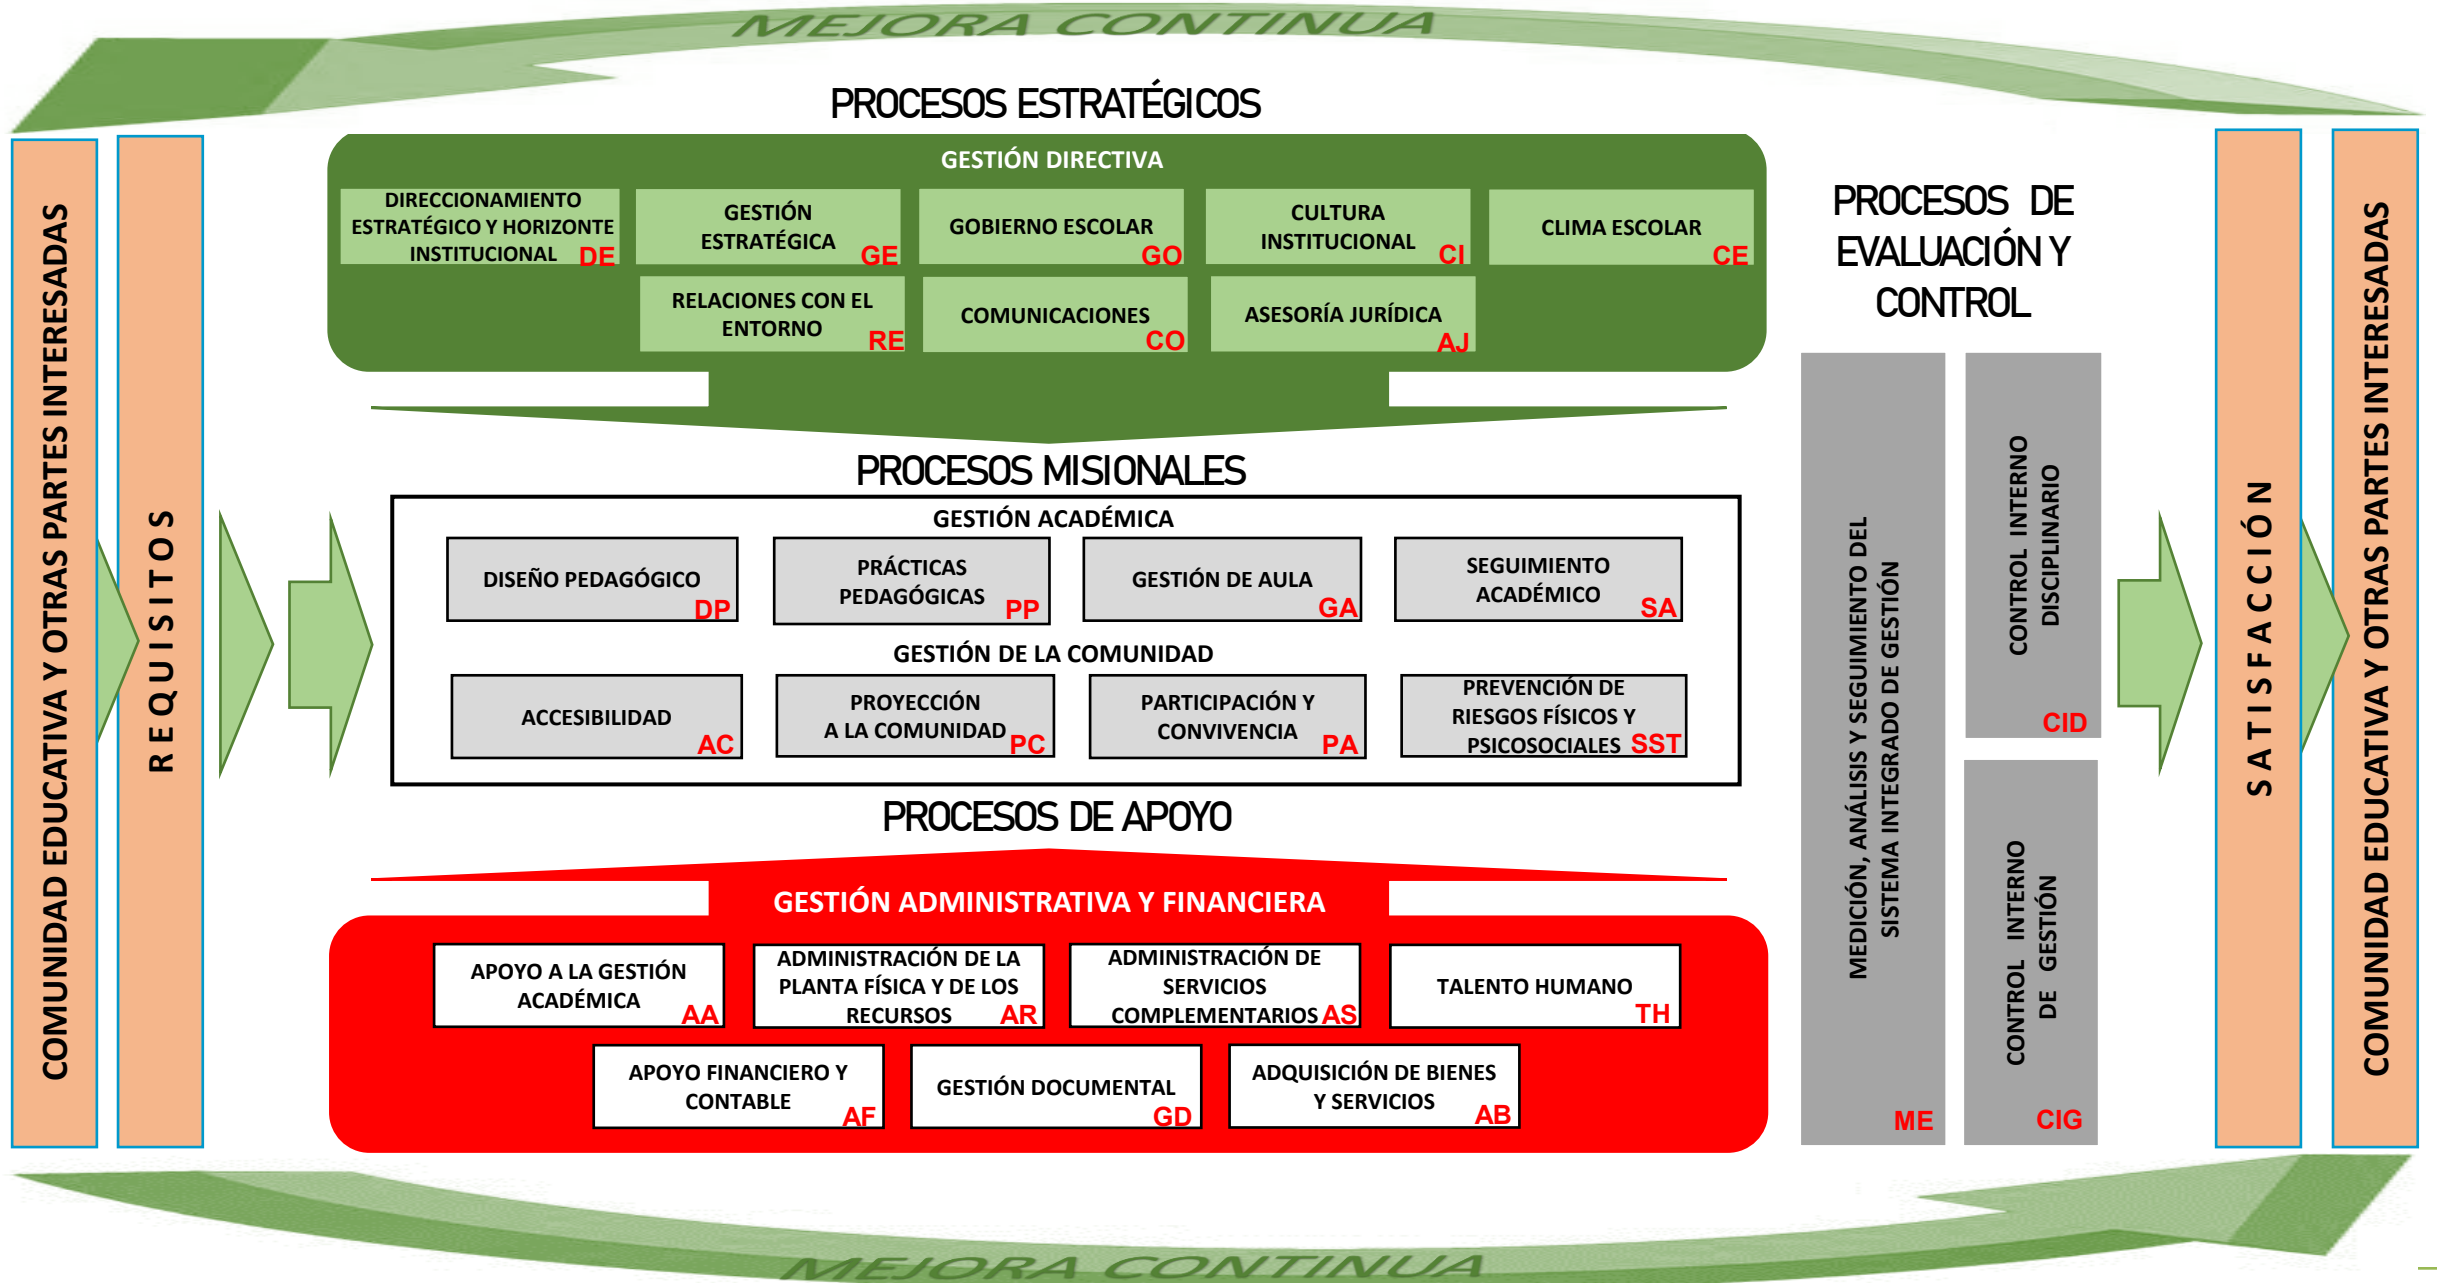 MEJORA CONTINUA
COMUNIDAD EDUCATIVA Y OTRAS PARTES INTERESADAS
REQUISITOS
PROCESOS ESTRATÉGICOS
GESTIÓN DIRECTIVA
DIRECCIONAMIENTO
ESTRATÉGICO Y HORIZONTE
INSTITUCIONAL DE
GESTIÓN
ESTRATÉGICA GE
GOBIERNO ESCOLAR
GO
CULTURA
INSTITUCIONAL CI
CLIMA ESCOLAR
CE
RELACIONES CON EL
ENTORNO RE
COMUNICACIONES
CO
ASESORÍA JURÍDICA
AJ
PROCESOS MISIONALES
GESTIÓN ACADÉMICA
DISEÑO PEDAGÓGICO
DP
PRÁCTICAS
PEDAGÓGICAS PP
GESTIÓN DE AULA
GA
SEGUIMIENTO
ACADÉMICO SA
GESTIÓN DE LA COMUNIDAD
ACCESIBILIDAD
AC
PROYECCIÓN
A LA COMUNIDAD PC
PARTICIPACIÓN Y
CONVIVENCIA PA
PREVENCIÓN DE
RIESGOS FÍSICOS Y
PSICOSOCIALES SST
PROCESOS DE APOYO
GESTIÓN ADMINISTRATIVA Y FINANCIERA
APOYO A LA GESTIÓN
ACADÉMICA AA
ADMINISTRACIÓN DE LA
PLANTA FÍSICA Y DE LOS
RECURSOS AR
ADMINISTRACIÓN DE
SERVICIOS
COMPLEMENTARIOS AS
TALENTO HUMANO
TH
APOYO FINANCIERO Y
CONTABLE AF
GESTIÓN DOCUMENTAL
GD
ADQUISICIÓN DE BIENES
Y SERVICIOS AB
PROCESOS DE
EVALUACIÓN Y
CONTROL
MEDICIÓN, ANÁLISIS Y SEGUIMIENTO DEL
SISTEMA INTEGRADO DE GESTIÓN
ME
CONTROL INTERNO
DISCIPLINARIO
CID
CONTROL INTERNO
DE GESTIÓN
CIG
SATISFACCIÓN
COMUNIDAD EDUCATIVA Y OTRAS PARTES INTERESADAS
MEJORA CONTINUA